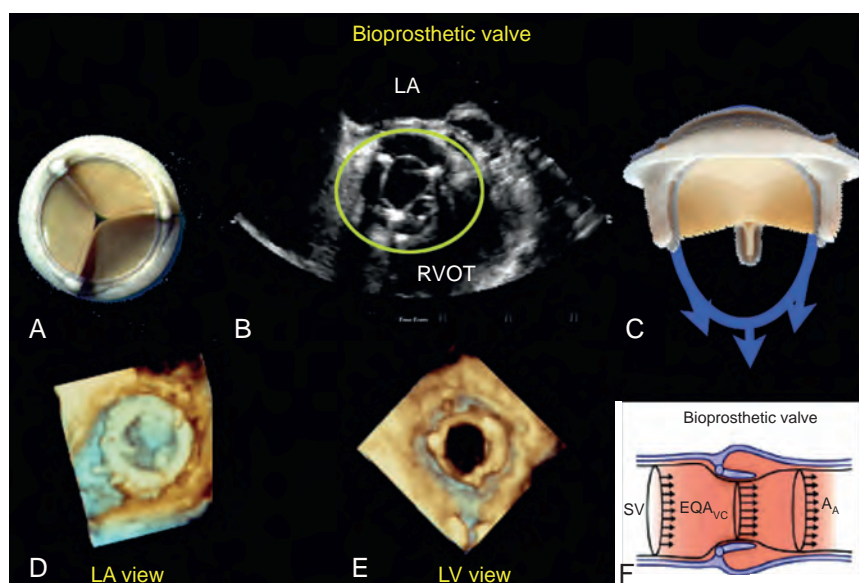 Bioprosthetic valve
LA
RVOT
A
B
C
D
LA view
E
LV view
Bioprosthetic valve
SV
EQA_VC
A_A
F